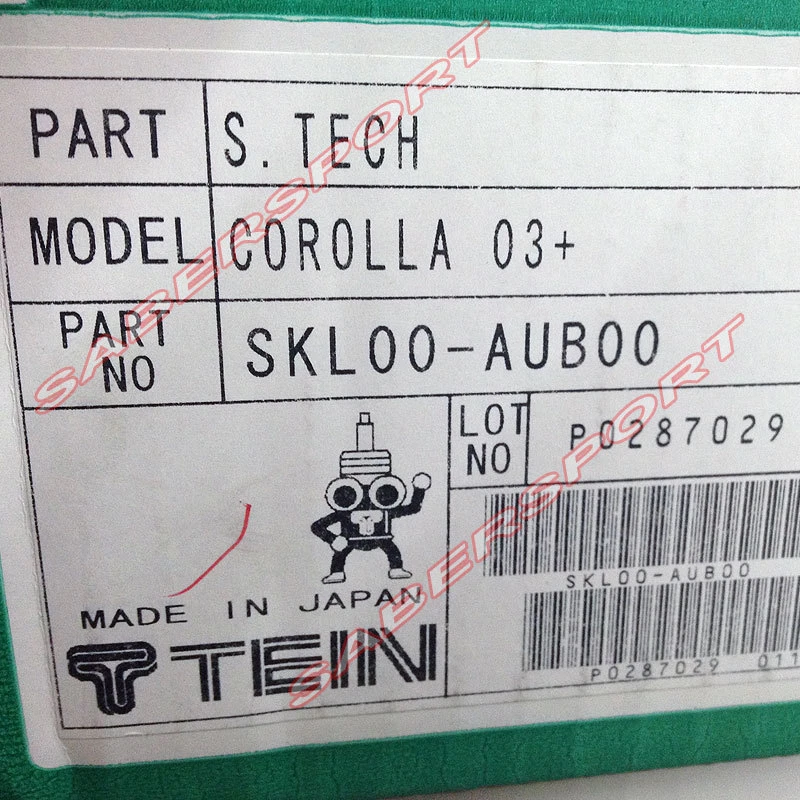 PART S. TECH
MODEL COROLLA 03+
PART NO SKL00-AUB00
LOT NO P0287029
SKL00-AUB00
P0287029 011
MADE IN JAPAN
T TEIN
SABERSPORT
SABERSPORT